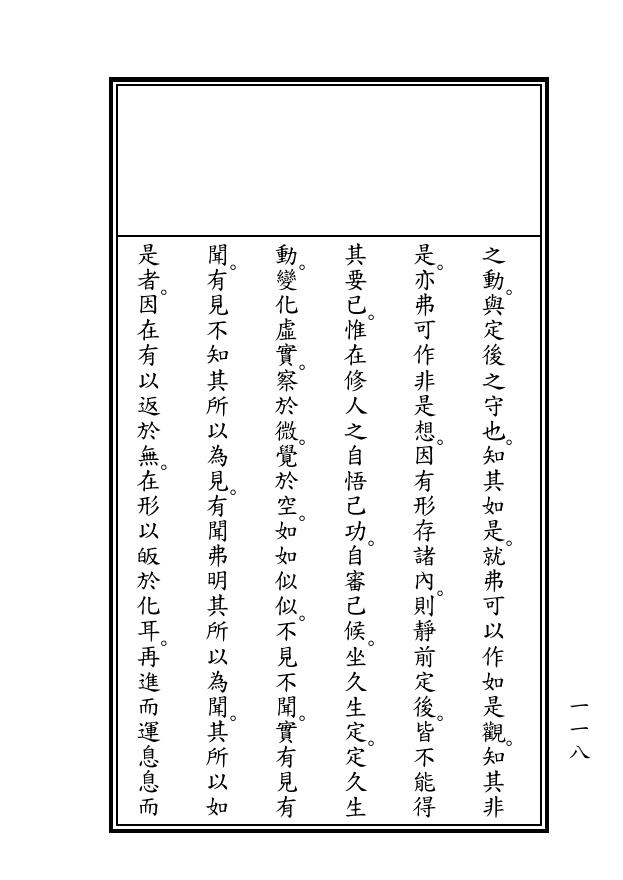 之動。與定後之守也。知其如是。就弗可以作如是觀。知其非
是。亦弗可作非是想。因有形存諸內。則靜前定後。皆不能得
其要已。惟在修人之自悟己功。自審己候。坐久生定。定久生
動。變化虛實。察於微。覺於空。如如似似。不見不聞。實有見有
聞。有見不知其所以為見。有聞弗明其所以為聞。其所以如
是者。因在有以返於無。在形以皈於化耳。再進而運息息而
一一八